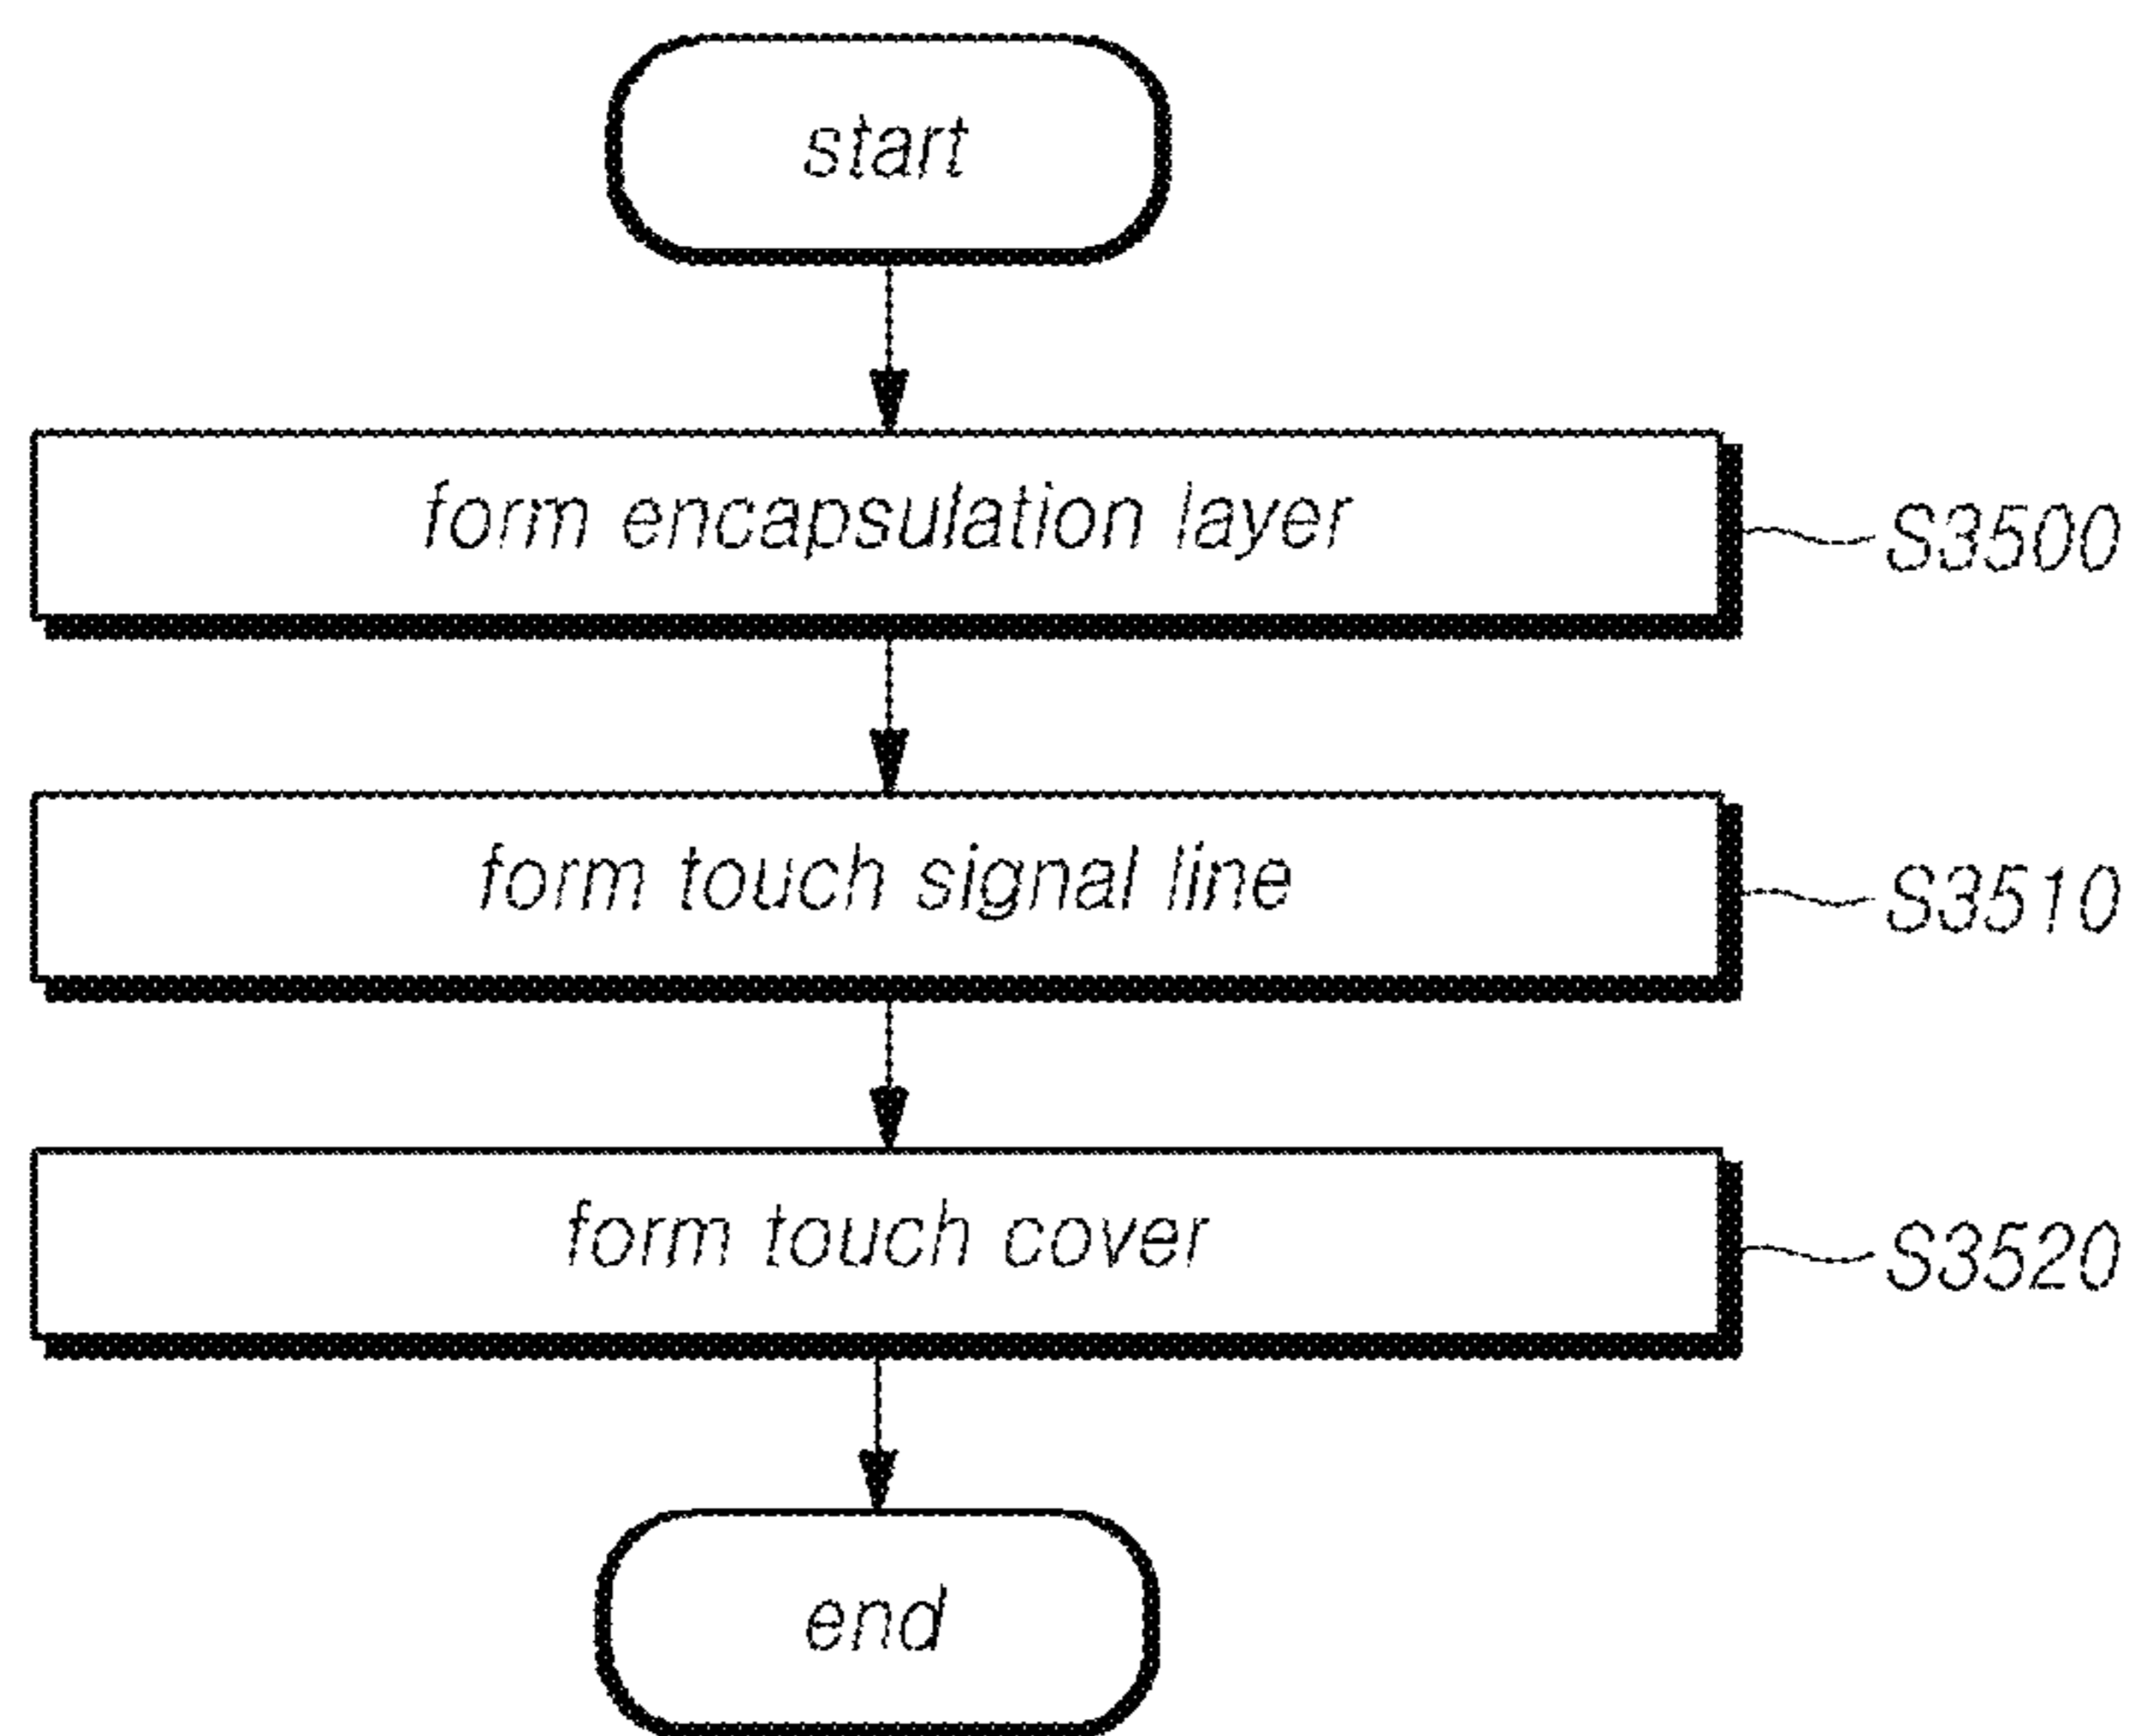 start
form encapsulation layer
S3500
form touch signal line
S3510
form touch cover
S3520
end